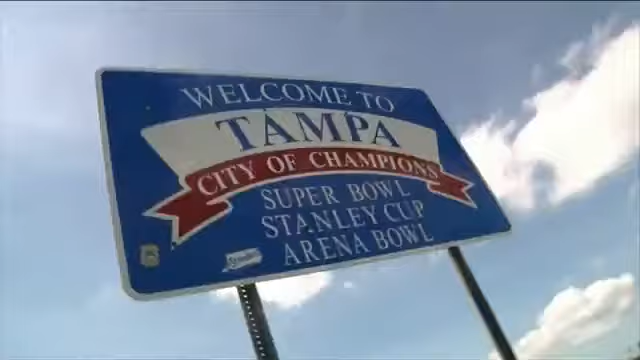 WELCOME TO
TAMPA
CITY OF CHAMPIONS
SUPER BOWL
STANLEY CUP
ARENA BOWL